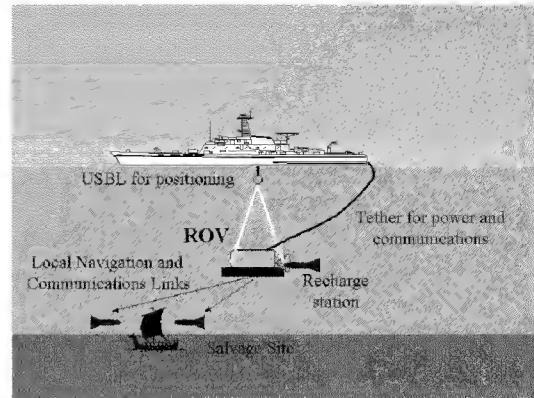 USBL for positioning
Tether for power and
communications
ROV
Local Navigation and
Communications Links
Recharge
station
Salvage Site